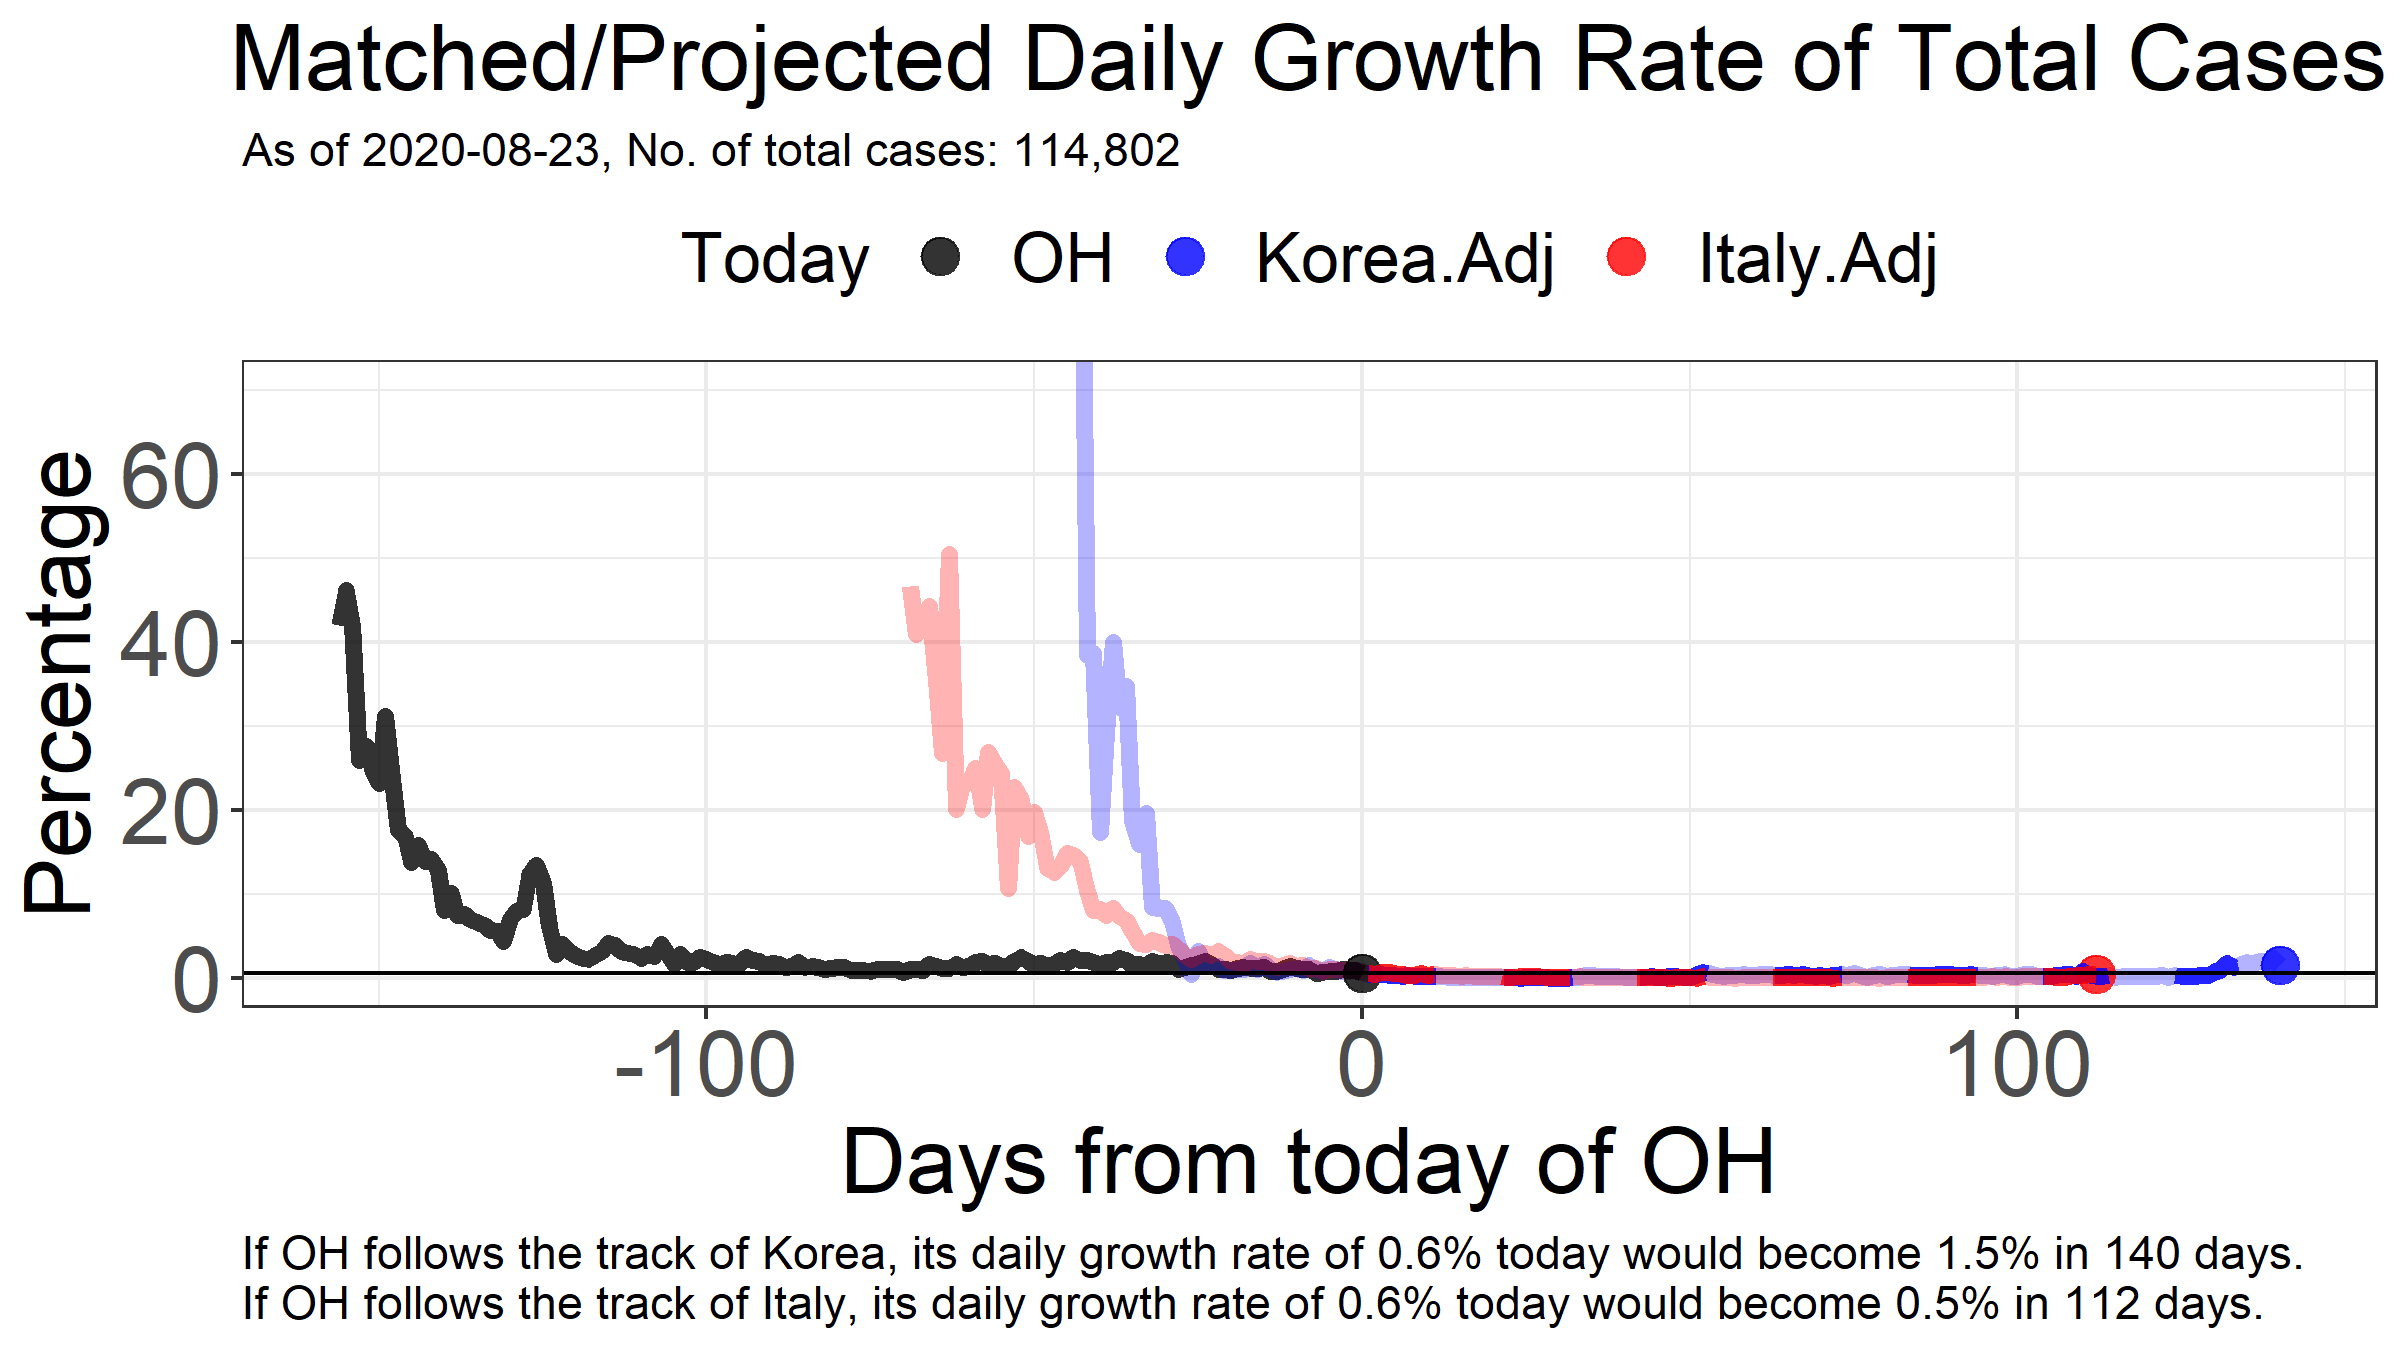 Matched/Projected Daily Growth Rate of Total Cases
As of 2020-08-23, No. of total cases: 114,802
Today OH Korea.Adj Italy.Adj
Percentage
60
40
20
0
-100 0 100
Days from today of OH
If OH follows the track of Korea, its daily growth rate of 0.6% today would become 1.5% in 140 days.
If OH follows the track of Italy, its daily growth rate of 0.6% today would become 0.5% in 112 days.